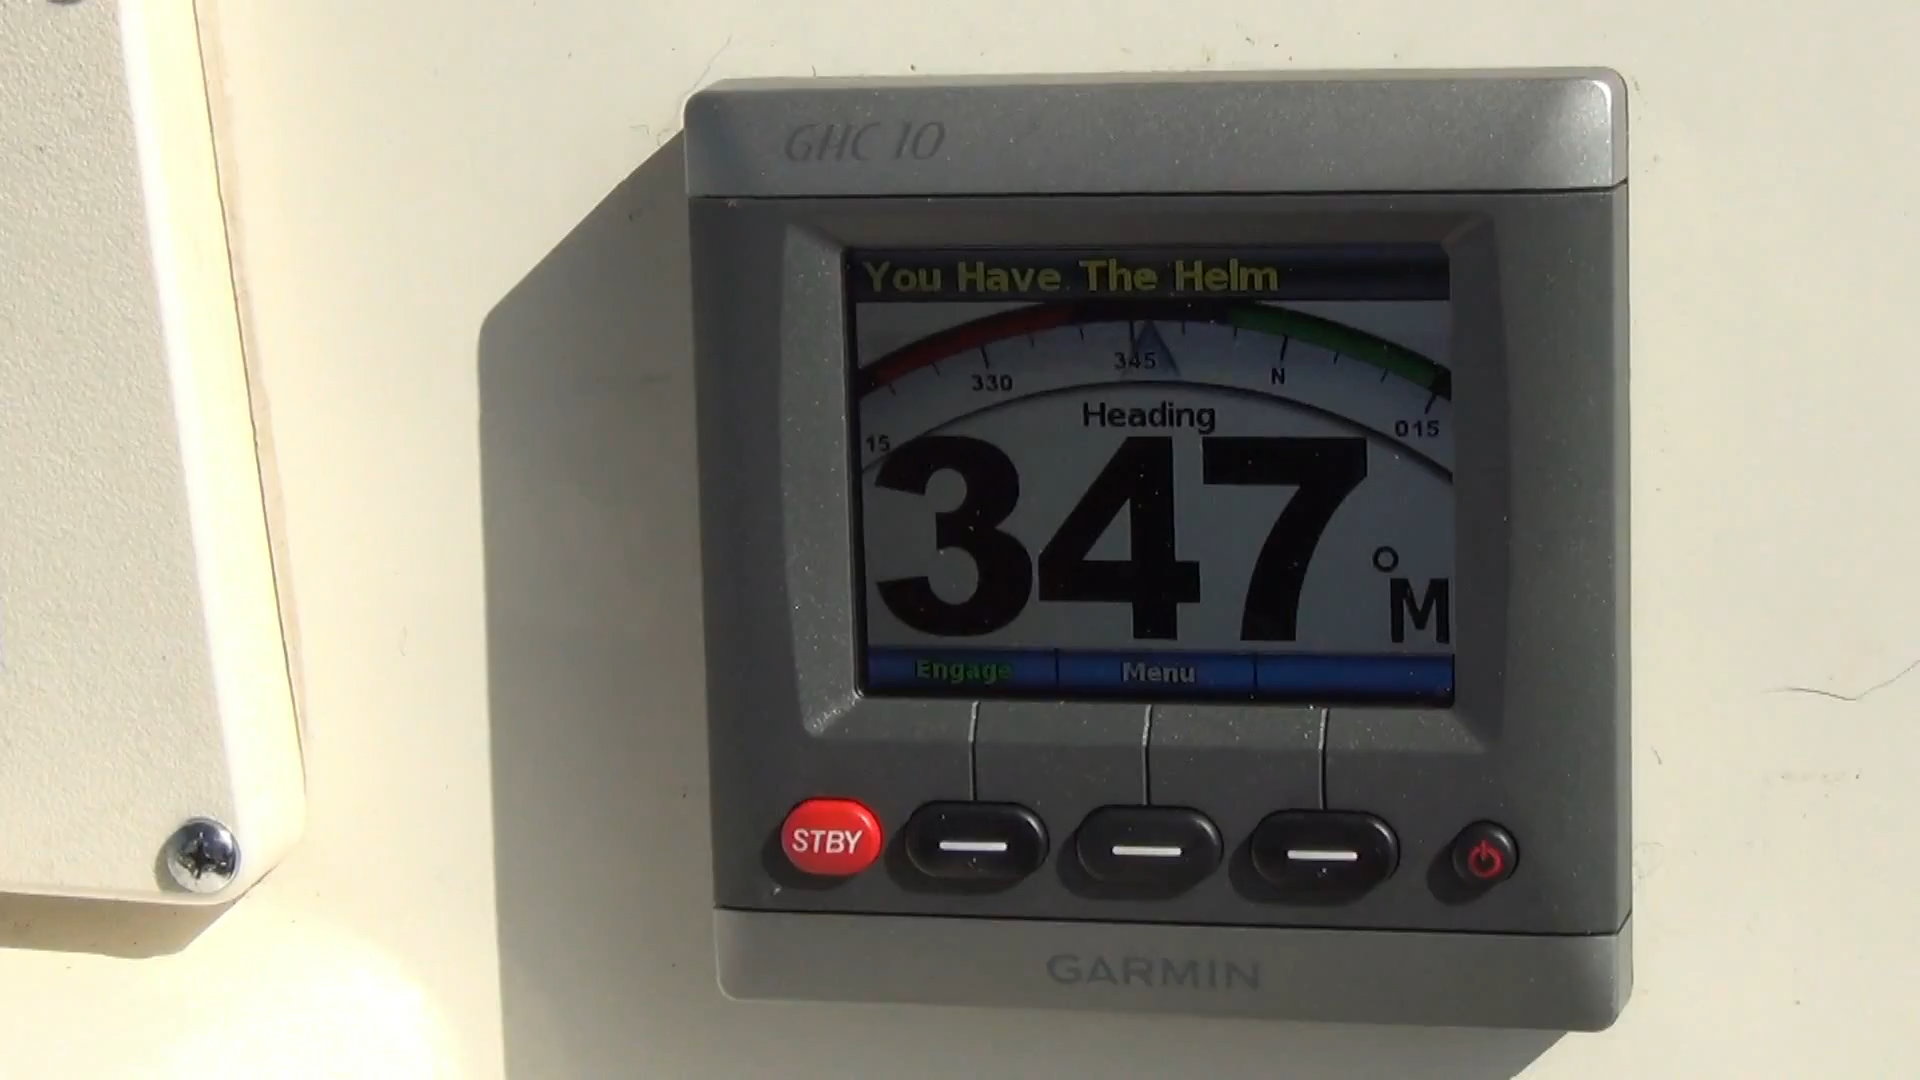 GHC 10
You Have The Helm
330 345 N 015
15
Heading
347°M
Engage Menu
STBY
GARMIN